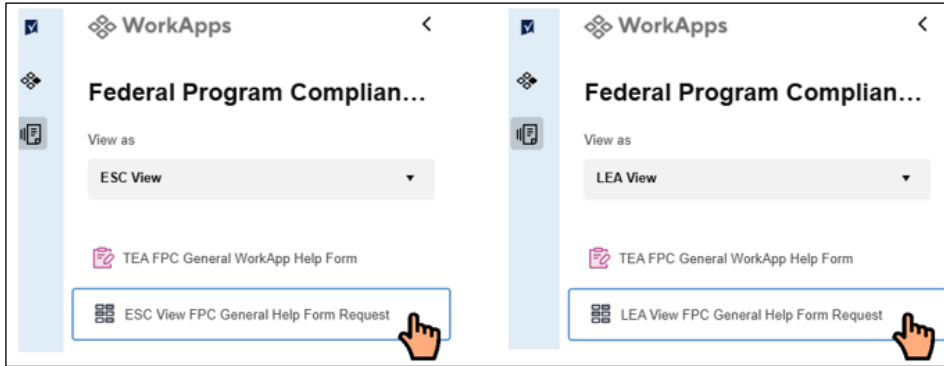 WorkApps
Federal Program Complian...
View as
ESC View
TEA FPC General WorkApp Help Form
ESC View FPC General Help Form Request
WorkApps
Federal Program Complian...
View as
LEA View
TEA FPC General WorkApp Help Form
LEA View FPC General Help Form Request